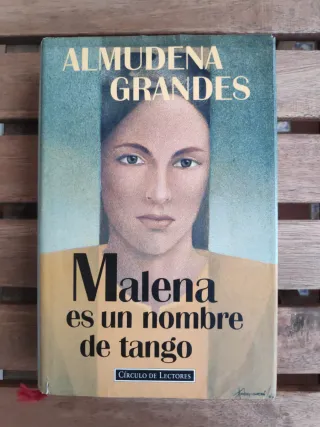 ALMUDENA
GRANDES
Malena
es un nombre
de tango
CÍRCULO DE LECTORES